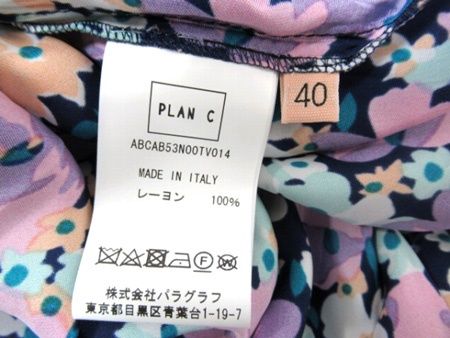 PLAN C
40
ABCAB53N00TV014
MADE IN ITALY
レーヨン 100%
株式会社パラグラフ
東京都目黒区青葉台1-19-7